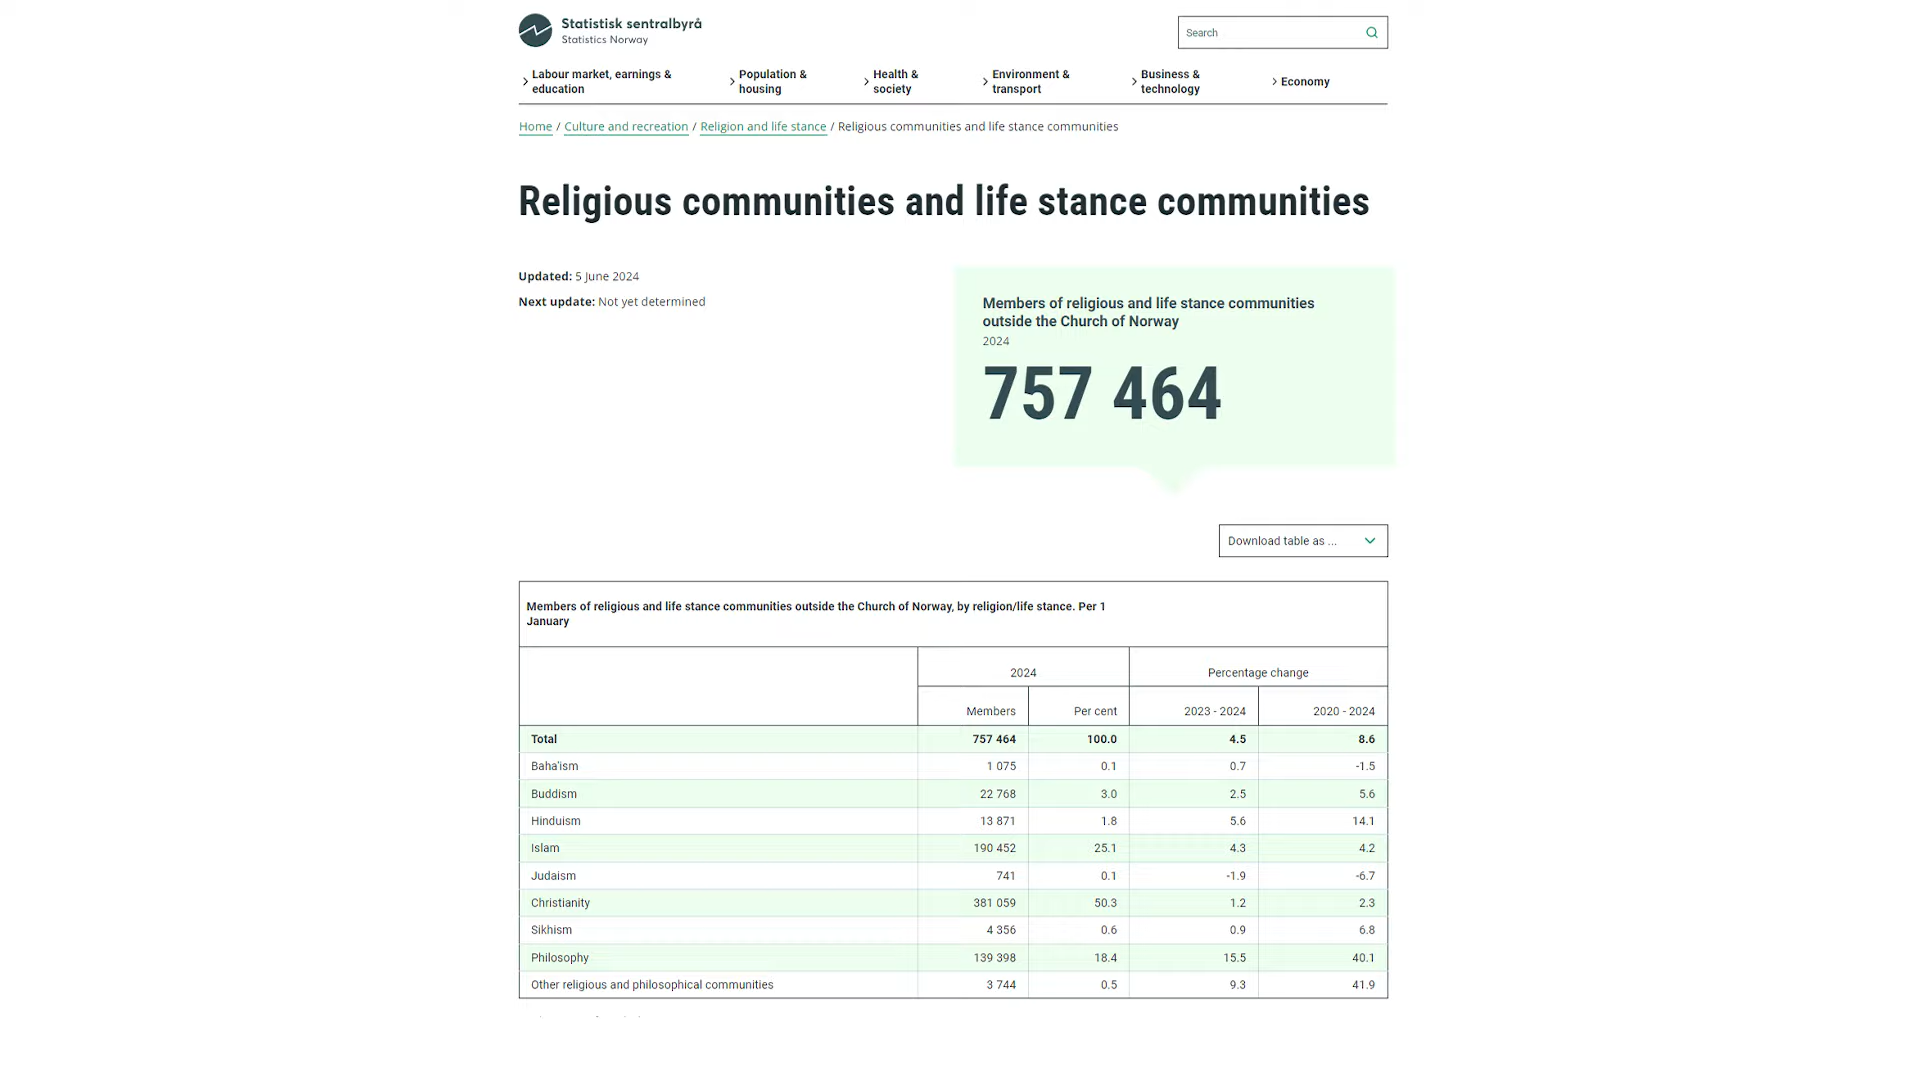 Statistisk sentralbyrå
Statistics Norway
Search
Labour market, earnings &
education
Population &
housing
Health &
society
Environment &
transport
Business &
technology
Economy
Home / Culture and recreation / Religion and life stance / Religious communities and life stance communities
Religious communities and life stance communities
Updated: 5 June 2024
Next update: Not yet determined
Members of religious and life stance communities
outside the Church of Norway
2024
757 464
Download table as ...
Members of religious and life stance communities outside the Church of Norway, by religion/life stance. Per 1
January
2024 Percentage change
Members Per cent 2023 - 2024 2020 - 2024
Total 757 464 100.0 4.5 8.6
Baha'ism 1 075 0.1 0.7 -1.5
Buddism 22 768 3.0 2.5 5.6
Hinduism 13 871 1.8 5.6 14.1
Islam 190 452 25.1 4.3 4.2
Judaism 741 0.1 -1.9 -6.7
Christianity 381 059 50.3 1.2 2.3
Sikhism 4 356 0.6 0.9 6.8
Philosophy 139 398 18.4 15.5 40.1
Other religious and philosophical communities 3 744 0.5 9.3 41.9